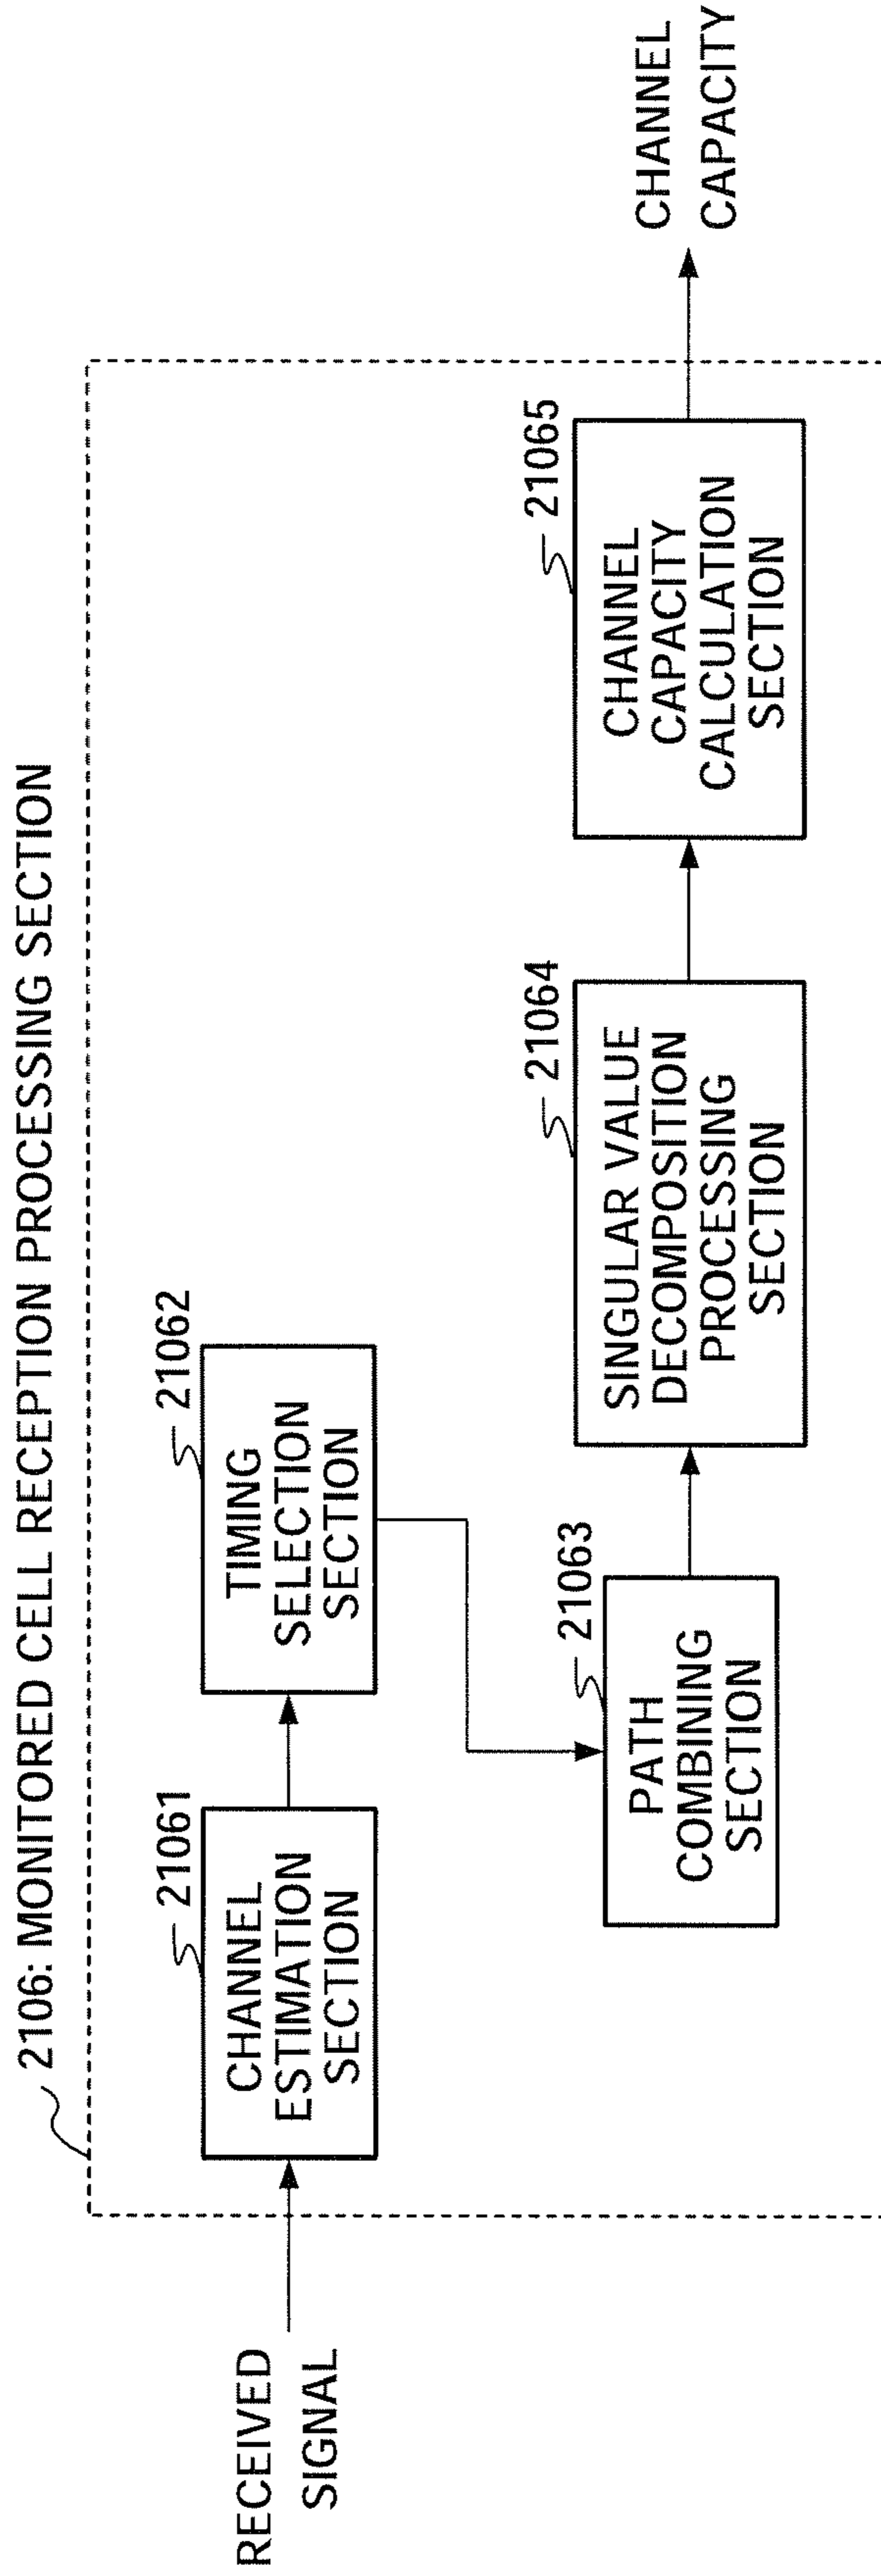 2106: MONITORED CELL RECEPTION PROCESSING SECTION
RECEIVED
SIGNAL
21061
CHANNEL
ESTIMATION
SECTION
21062
TIMING
SELECTION
SECTION
21063
PATH
COMBINING
SECTION
21064
SINGULAR VALUE
DECOMPOSITION
PROCESSING
SECTION
21065
CHANNEL
CAPACITY
CALCULATION
SECTION
CHANNEL
CAPACITY